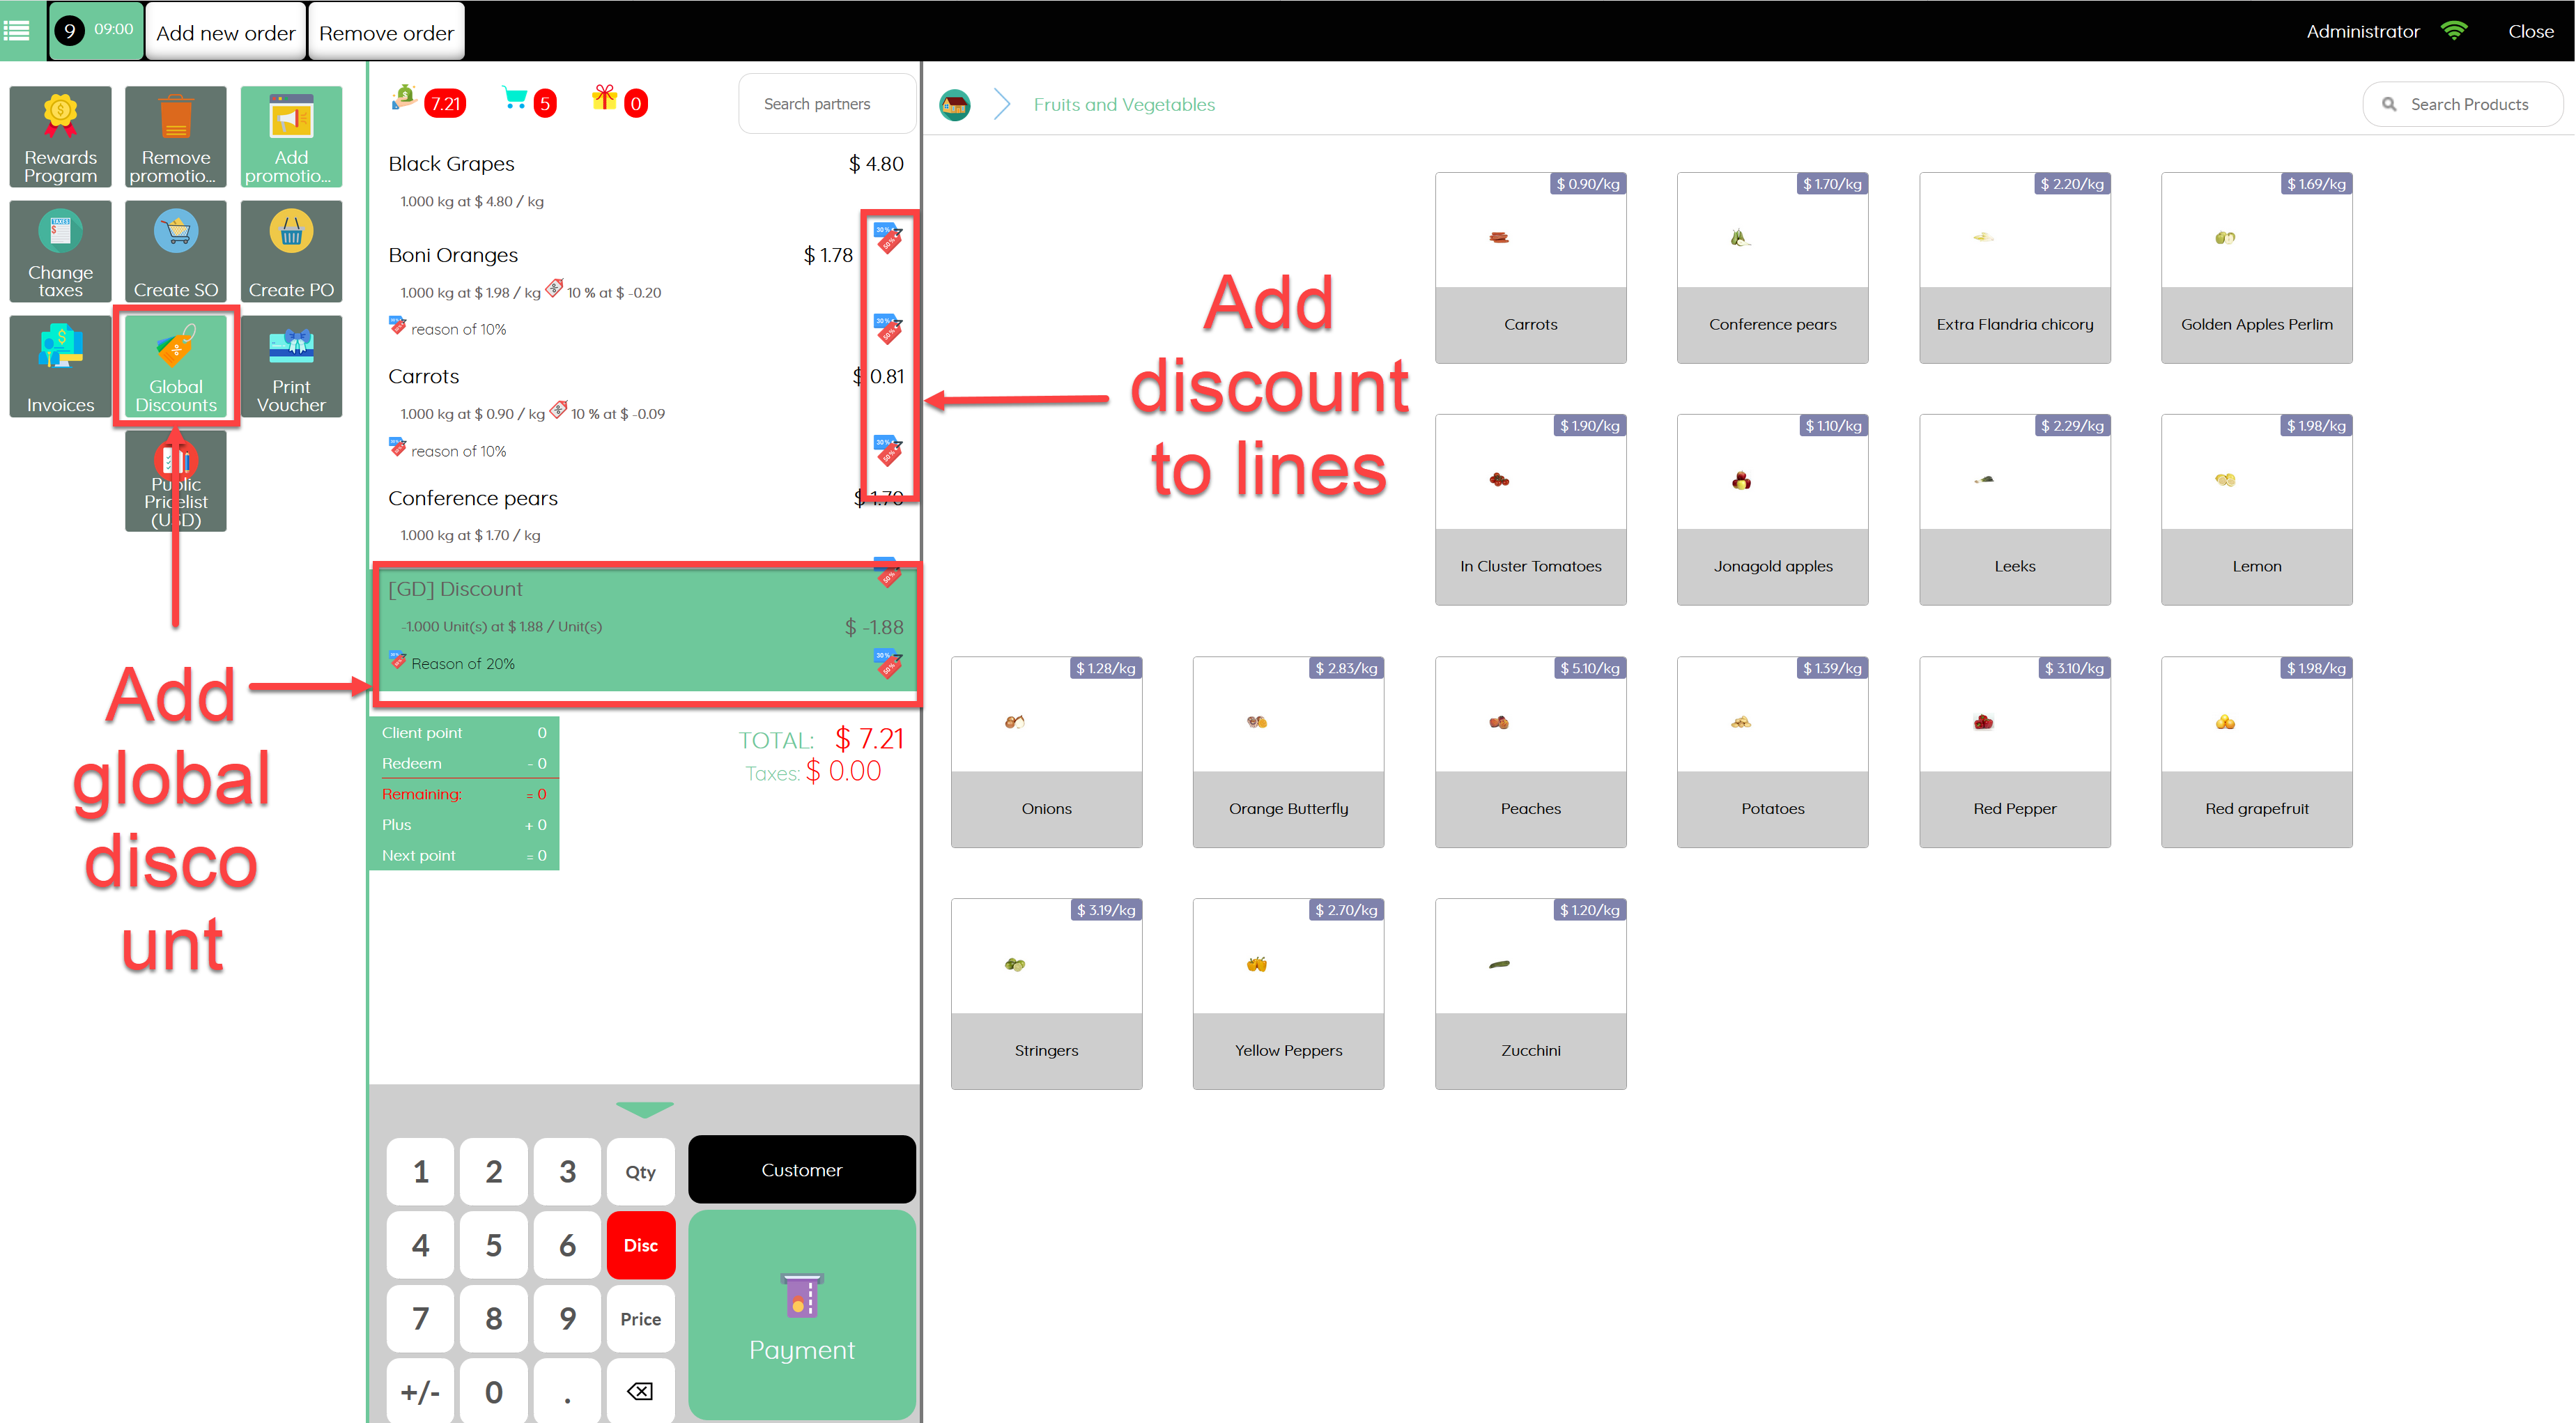 9 09:00 Add new order Remove order Administrator Close
Rewards
Program
Remove
promotio...
Add
promotio...
Change
taxes
Create SO
Create PO
Invoices
Global
Discounts
Print
Voucher
Public
Pricelist
(USD)
Add
global
disco
unt
7.21 5 0 Search partners
Black Grapes $ 4.80
1.000 kg at $ 4.80 / kg
Boni Oranges $ 1.78
1.000 kg at $ 1.98 / kg 10 % at $ -0.20
reason of 10%
Carrots $ 0.81
1.000 kg at $ 0.90 / kg 10 % at $ -0.09
reason of 10%
Conference pears $ 1.70
1.000 kg at $ 1.70 / kg
[GD] Discount
-1.000 Unit(s) at $ 1.88 / Unit(s) $ -1.88
Reason of 20%
Client point 0
Redeem - 0
Remaining: = 0
Plus + 0
Next point = 0
TOTAL: $ 7.21
Taxes: $ 0.00
1 2 3 Qty
4 5 6 Disc
7 8 9 Price
+/- 0 .
Customer
Payment
Add
discount
to lines
Fruits and Vegetables Search Products
$ 0.90/kg $ 1.70/kg $ 2.20/kg $ 1.69/kg
Carrots Conference pears Extra Flandria chicory Golden Apples Perlim
$ 1.90/kg $ 1.10/kg $ 2.29/kg $ 1.98/kg
In Cluster Tomatoes Jonagold apples Leeks Lemon
$ 1.28/kg $ 2.83/kg $ 5.10/kg $ 1.39/kg $ 3.10/kg $ 1.98/kg
Onions Orange Butterfly Peaches Potatoes Red Pepper Red grapefruit
$ 3.19/kg $ 2.70/kg $ 1.20/kg
Stringers Yellow Peppers Zucchini